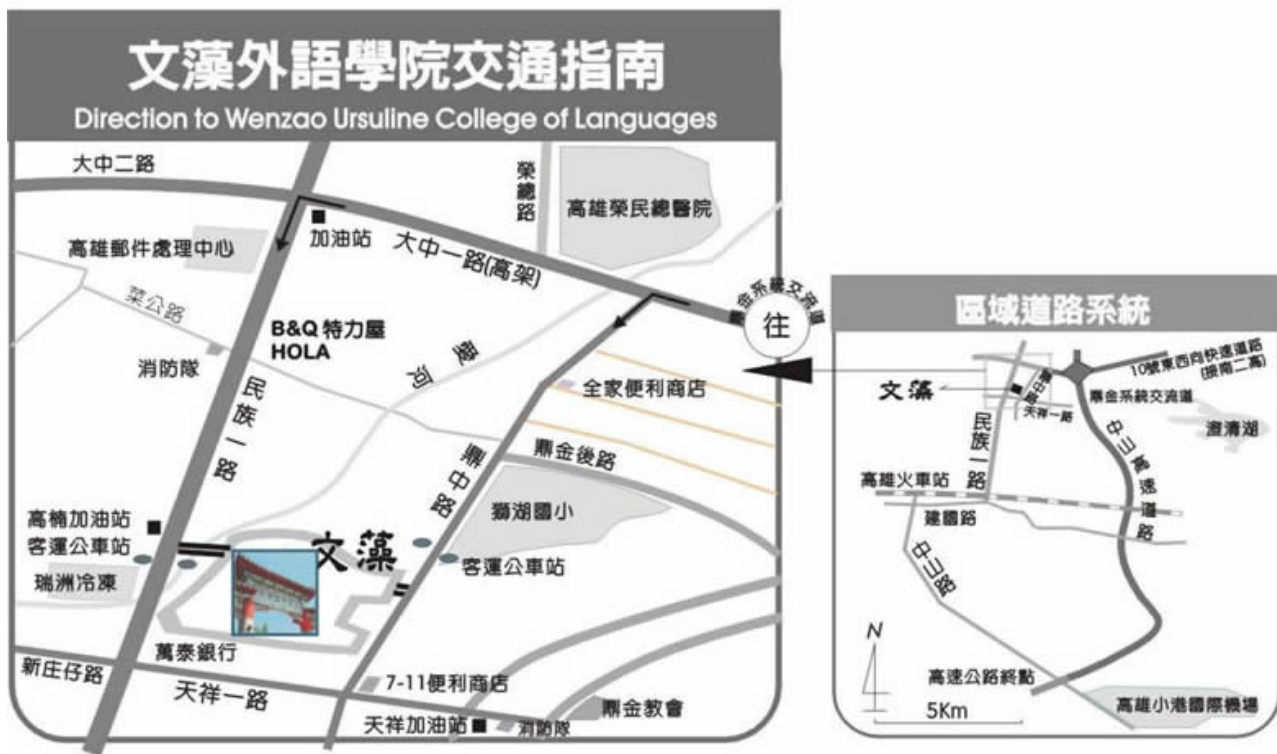 文藻外語學院交通指南
Direction to Wenzao Ursuline College of Languages
大中二路
榮總路
高雄榮民總醫院
加油站
高雄郵件處理中心
大中一路(高架)
鼎金系統交流道
往
菜公路
B&Q 特力屋
HOLA
愛河
消防隊
全家便利商店
民族一路
鼎中路
鼎金後路
獅湖國小
高楠加油站
客運公車站
瑞洲冷凍
文藻
客運公車站
萬泰銀行
新庄仔路
天祥一路
7-11便利商店
天祥加油站
消防隊
鼎金教會
區域道路系統
10號東西向快速道路
(接南二高)
文藻
鼎中路
天祥一路
鼎金系統交流道
民族一路
中山高速道路
澄清湖
高雄火車站
建國路
中山路
N
高速公路終點
5Km
高雄小港國際機場